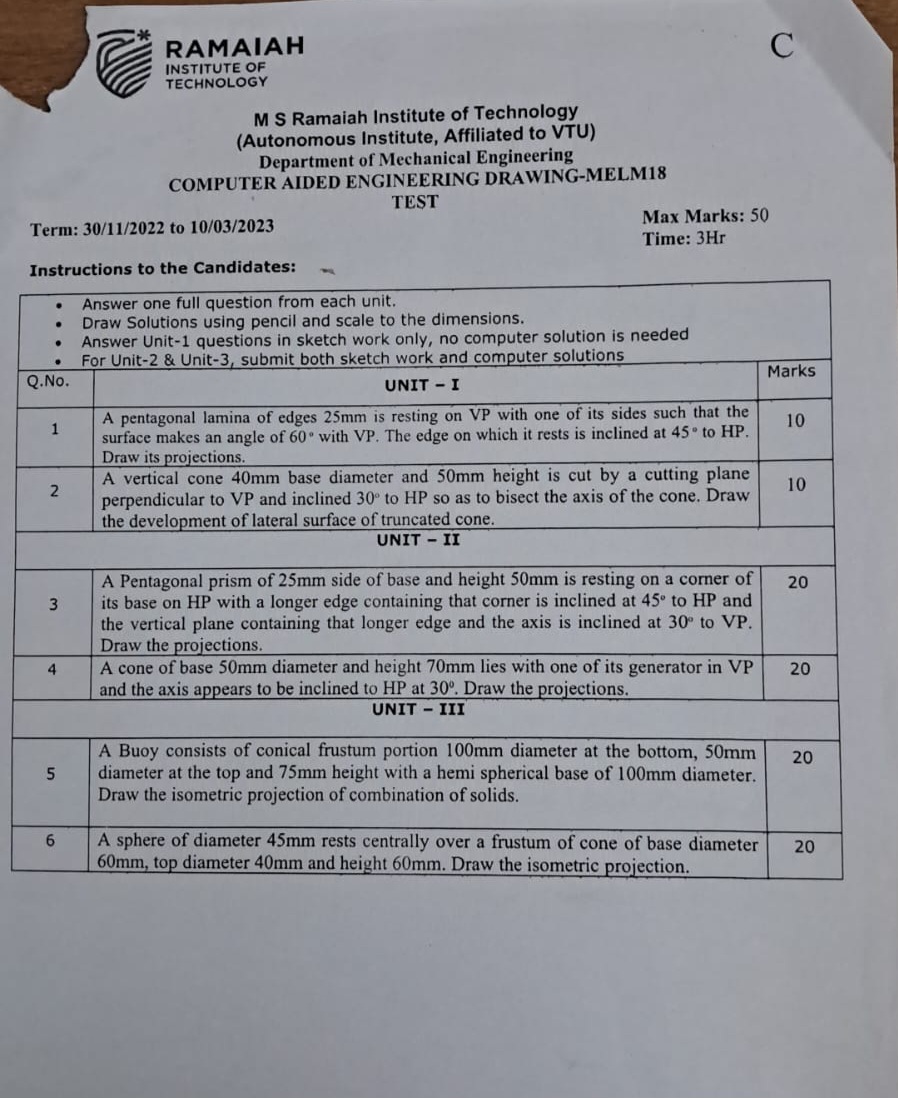 RAMAIAH
INSTITUTE OF
TECHNOLOGY
C
M S Ramaiah Institute of Technology
(Autonomous Institute, Affiliated to VTU)
Department of Mechanical Engineering
COMPUTER AIDED ENGINEERING DRAWING-MELM18
TEST
Term: 30/11/2022 to 10/03/2023
Max Marks: 50
Time: 3Hr
Instructions to the Candidates:
• Answer one full question from each unit.
• Draw Solutions using pencil and scale to the dimensions.
• Answer Unit-1 questions in sketch work only, no computer solution is needed
• For Unit-2 & Unit-3, submit both sketch work and computer solutions
Q.No. UNIT – I Marks
1 A pentagonal lamina of edges 25mm is resting on VP with one of its sides such that the 10
surface makes an angle of 60° with VP. The edge on which it rests is inclined at 45° to HP.
Draw its projections.
2 A vertical cone 40mm base diameter and 50mm height is cut by a cutting plane 10
perpendicular to VP and inclined 30° to HP so as to bisect the axis of the cone. Draw
the development of lateral surface of truncated cone.
UNIT – II
3 A Pentagonal prism of 25mm side of base and height 50mm is resting on a corner of 20
its base on HP with a longer edge containing that corner is inclined at 45° to HP and
the vertical plane containing that longer edge and the axis is inclined at 30° to VP.
Draw the projections.
4 A cone of base 50mm diameter and height 70mm lies with one of its generator in VP 20
and the axis appears to be inclined to HP at 30⁰. Draw the projections.
UNIT – III
5 A Buoy consists of conical frustum portion 100mm diameter at the bottom, 50mm 20
diameter at the top and 75mm height with a hemi spherical base of 100mm diameter.
Draw the isometric projection of combination of solids.
6 A sphere of diameter 45mm rests centrally over a frustum of cone of base diameter 20
60mm, top diameter 40mm and height 60mm. Draw the isometric projection.